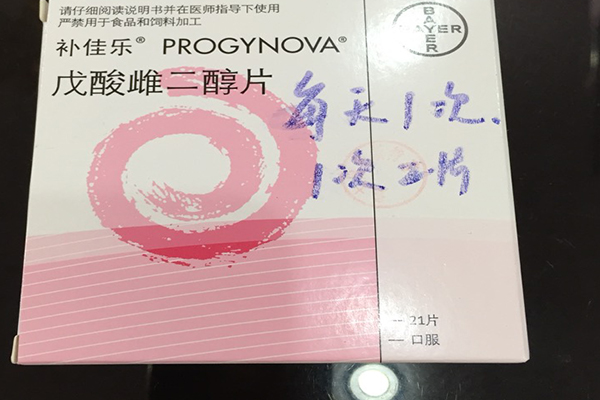 请仔细阅读说明书并在医师指导下使用
严禁用于食品和饲料加工
补佳乐® PROGYNOVA®
戊酸雌二醇片
BAYER
BAYER
每天1次、
1次2片
21片
口服